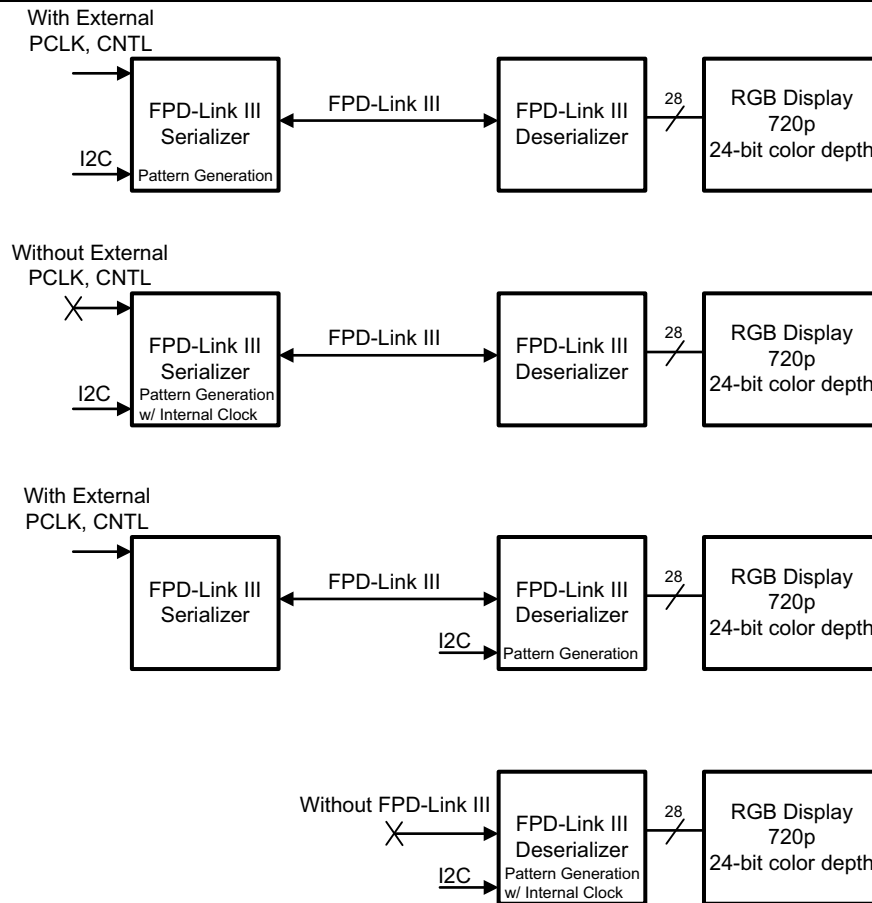 With External
PCLK, CNTL
I2C
FPD-Link III
Serializer
Pattern Generation
FPD-Link III
FPD-Link III
Deserializer
28
RGB Display
720p
24-bit color depth
Without External
PCLK, CNTL
I2C
FPD-Link III
Serializer
Pattern Generation
w/ Internal Clock
FPD-Link III
FPD-Link III
Deserializer
28
RGB Display
720p
24-bit color depth
With External
PCLK, CNTL
FPD-Link III
Serializer
FPD-Link III
I2C
FPD-Link III
Deserializer
Pattern Generation
28
RGB Display
720p
24-bit color depth
Without FPD-Link III
I2C
FPD-Link III
Deserializer
Pattern Generation
w/ Internal Clock
28
RGB Display
720p
24-bit color depth